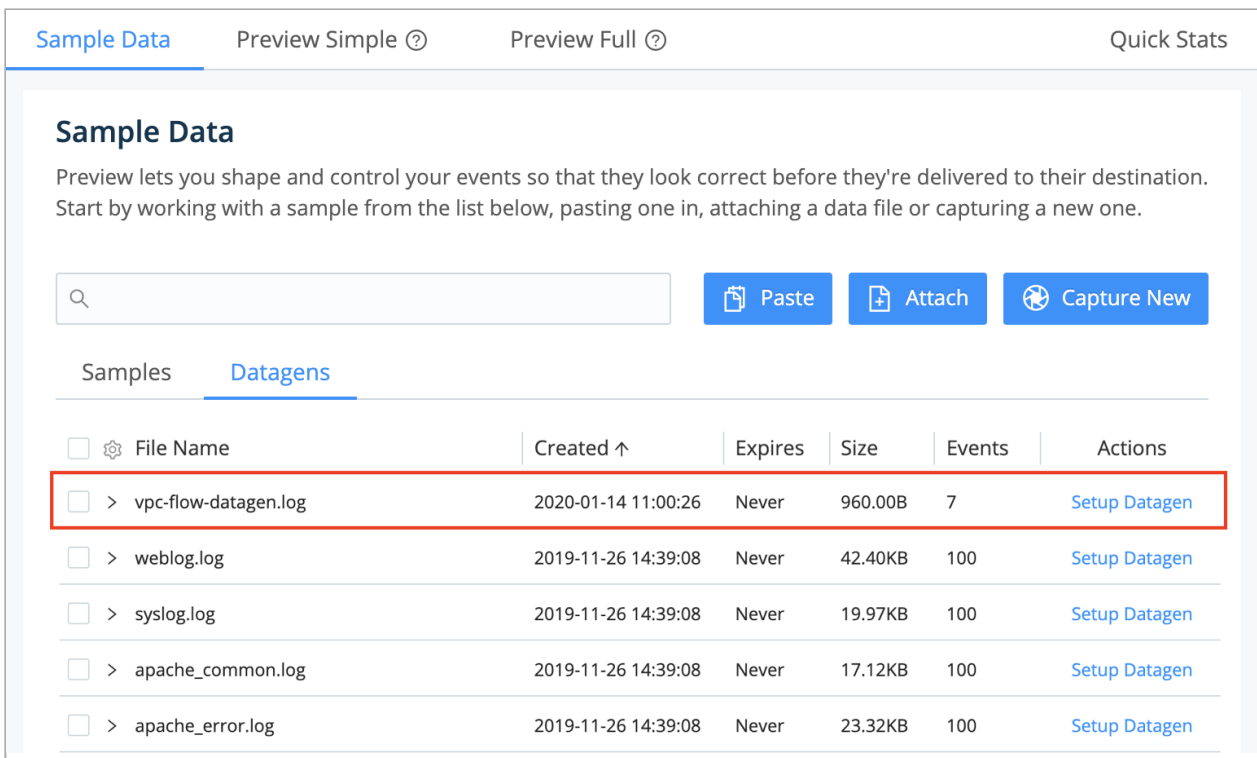 Sample Data Preview Simple ? Preview Full ? Quick Stats
Sample Data
Preview lets you shape and control your events so that they look correct before they're delivered to their destination.
Start by working with a sample from the list below, pasting one in, attaching a data file or capturing a new one.
Paste Attach Capture New
Samples Datagens
File Name Created ↑ Expires Size Events Actions
vpc-flow-datagen.log 2020-01-14 11:00:26 Never 960.00B 7 Setup Datagen
weblog.log 2019-11-26 14:39:08 Never 42.40KB 100 Setup Datagen
syslog.log 2019-11-26 14:39:08 Never 19.97KB 100 Setup Datagen
apache_common.log 2019-11-26 14:39:08 Never 17.12KB 100 Setup Datagen
apache_error.log 2019-11-26 14:39:08 Never 23.32KB 100 Setup Datagen